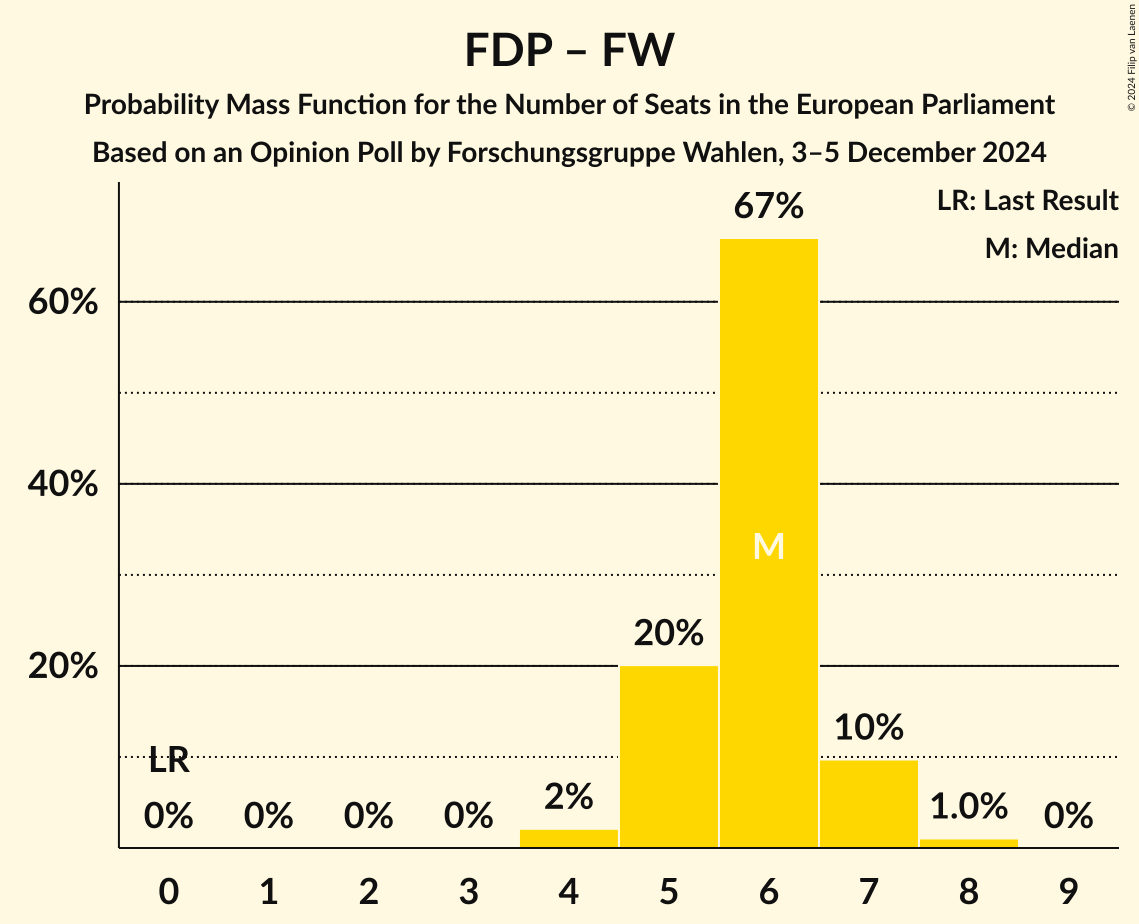 FDP – FW
Probability Mass Function for the Number of Seats in the European Parliament
Based on an Opinion Poll by Forschungsgruppe Wahlen, 3–5 December 2024
© 2024 Filip van Laenen
LR: Last Result
M: Median
67%
60%
40%
M
20%
20%
10%
LR
2%
1.0%
0% 0% 0% 0% 0%
0 1 2 3 4 5 6 7 8 9